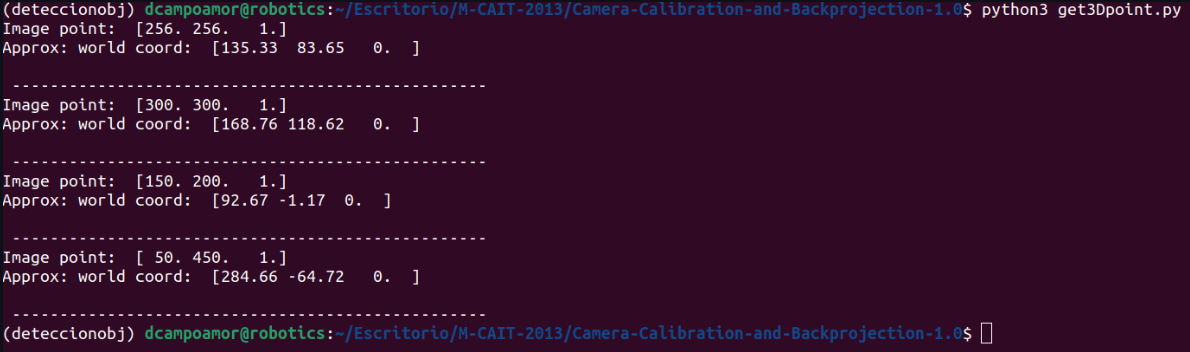 (deteccionobj) dcampoamor@robotics:~/Escritorio/M-CAIT-2013/Camera-Calibration-and-Backprojection-1.0$ python3 get3Dpoint.py
Image point:  [256. 256.   1.]
Approx: world coord:  [135.33  83.65   0.  ]
--------------------------------------------------
Image point:  [300. 300.   1.]
Approx: world coord:  [168.76 118.62   0.  ]
--------------------------------------------------
Image point:  [150. 200.   1.]
Approx: world coord:  [92.67 -1.17  0.  ]
--------------------------------------------------
Image point:  [ 50. 450.   1.]
Approx: world coord:  [284.66 -64.72   0.  ]
--------------------------------------------------
(deteccionobj) dcampoamor@robotics:~/Escritorio/M-CAIT-2013/Camera-Calibration-and-Backprojection-1.0$